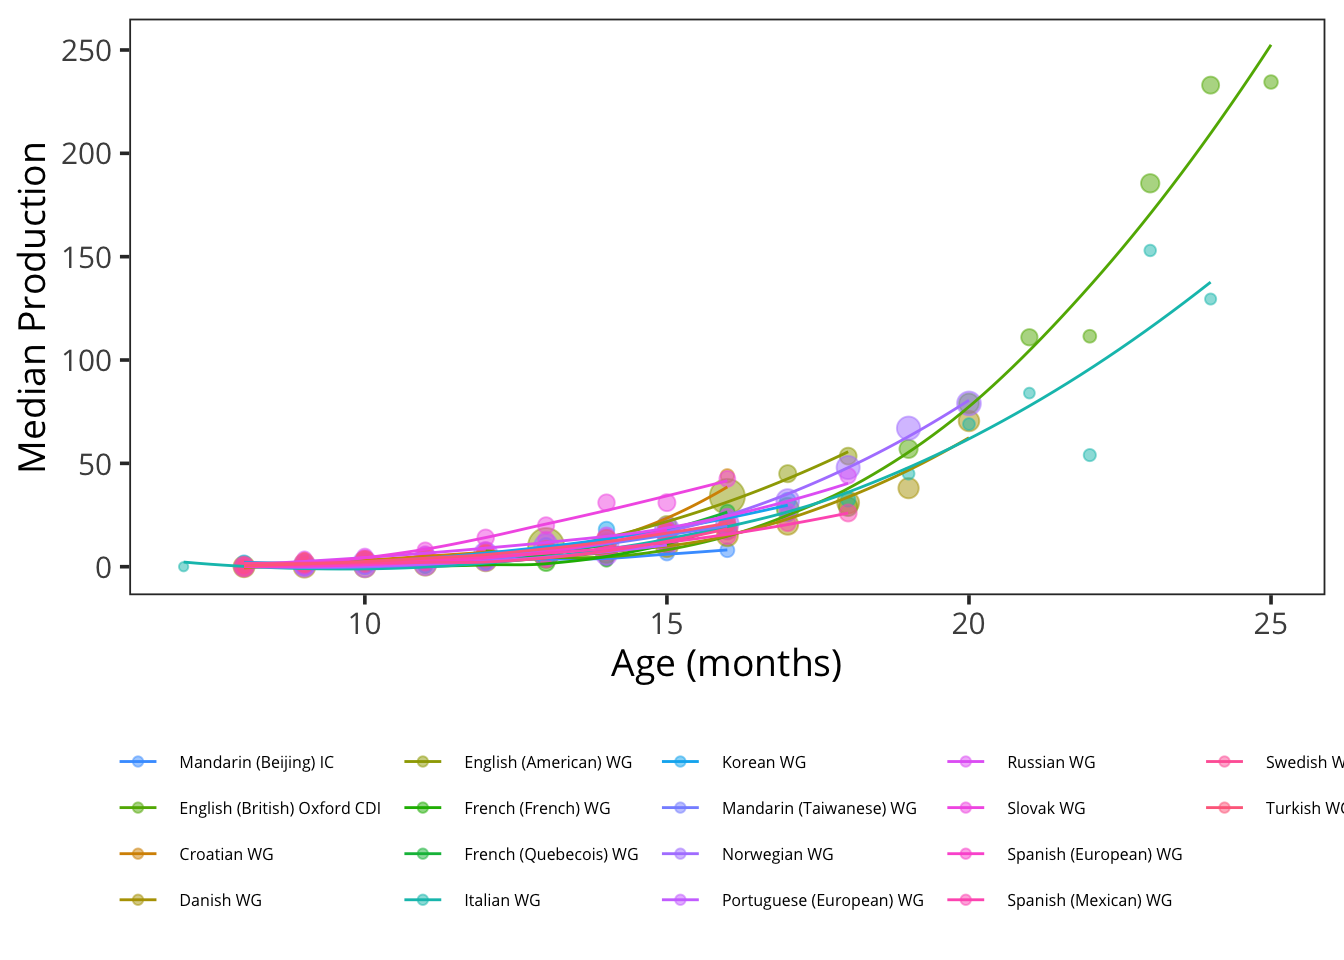 250
200
150
100
50
0
Median Production
10 15 20 25
Age (months)
Mandarin (Beijing) IC English (American) WG Korean WG Russian WG Swedish
English (British) Oxford CDI French (French) WG Mandarin (Taiwanese) WG Slovak WG Turkish
Croatian WG French (Quebecois) WG Norwegian WG Spanish (European) WG
Danish WG Italian WG Portuguese (European) WG Spanish (Mexican) WG